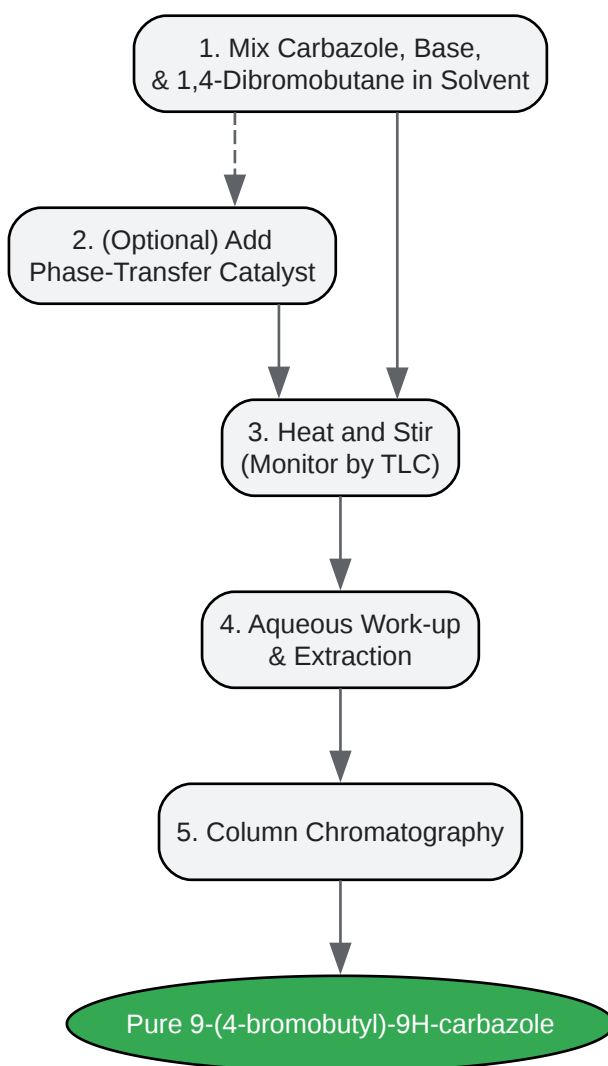 1. Mix Carbazole, Base,
& 1,4-Dibromobutane in Solvent
2. (Optional) Add
Phase-Transfer Catalyst
3. Heat and Stir
(Monitor by TLC)
4. Aqueous Work-up
& Extraction
5. Column Chromatography
Pure 9-(4-bromobutyl)-9H-carbazole